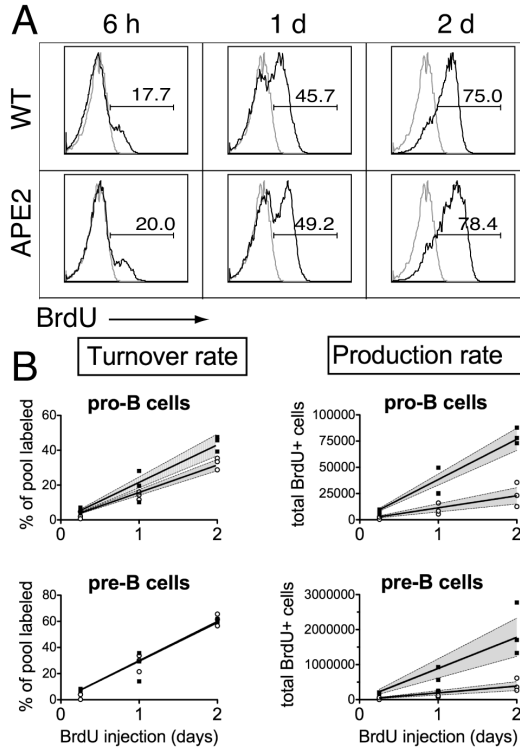 A
6 h 1 d 2 d
WT 17.7 45.7 75.0
APE2 20.0 49.2 78.4
BrdU
B
Turnover rate Production rate
pro-B cells pro-B cells
% of pool labeled
60
40
20
0
0 1 2
total BrdU+ cells
100000
75000
50000
25000
0
0 1 2
pre-B cells pre-B cells
% of pool labeled
60
40
20
0
0 1 2
BrdU injection (days)
total BrdU+ cells
3000000
2000000
1000000
0
0 1 2
BrdU injection (days)